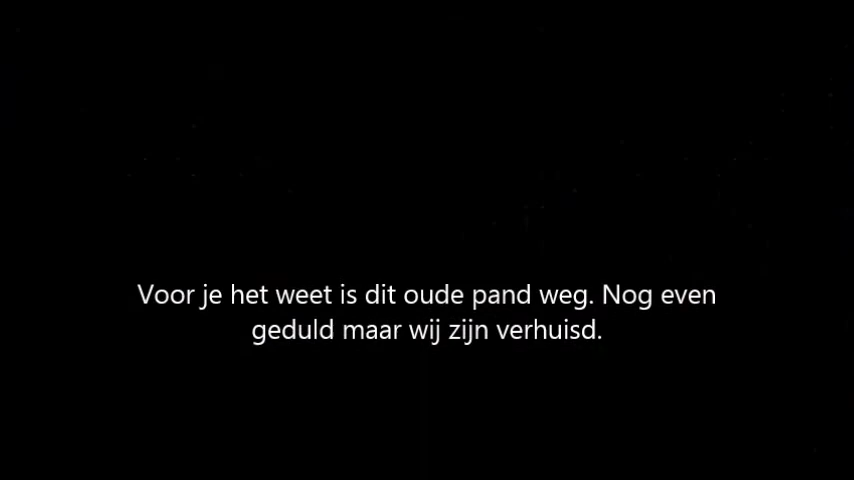 Voor je het weet is dit oude pand weg. Nog even
geduld maar wij zijn verhuisd.